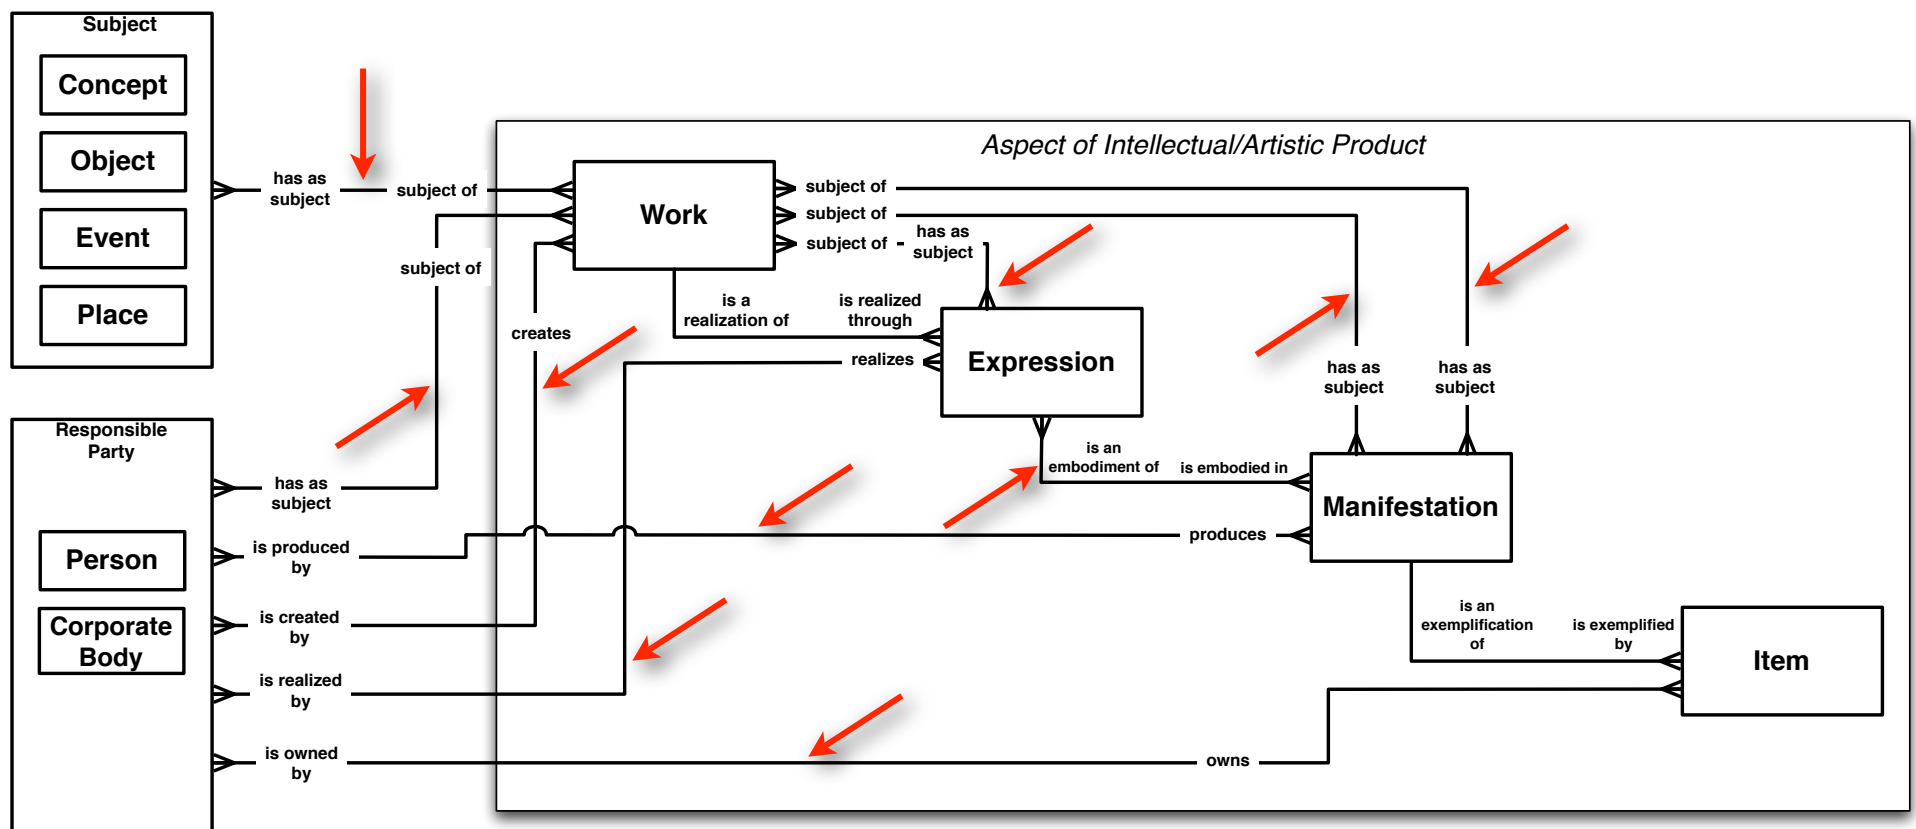 Subject
Concept
Object
Event
Place
has as
subject
subject of
Aspect of Intellectual/Artistic Product
Work
subject of
subject of
subject of
has as
subject
subject of
creates
is a
realization of
is realized
through
realizes
Expression
has as
subject
has as
subject
is an
embodiment of
is embodied in
Manifestation
Responsible
Party
has as
subject
Person
is produced
by
produces
Corporate
Body
is created
by
is realized
by
is owned
by
owns
is an
exemplification
of
is exemplified
by
Item